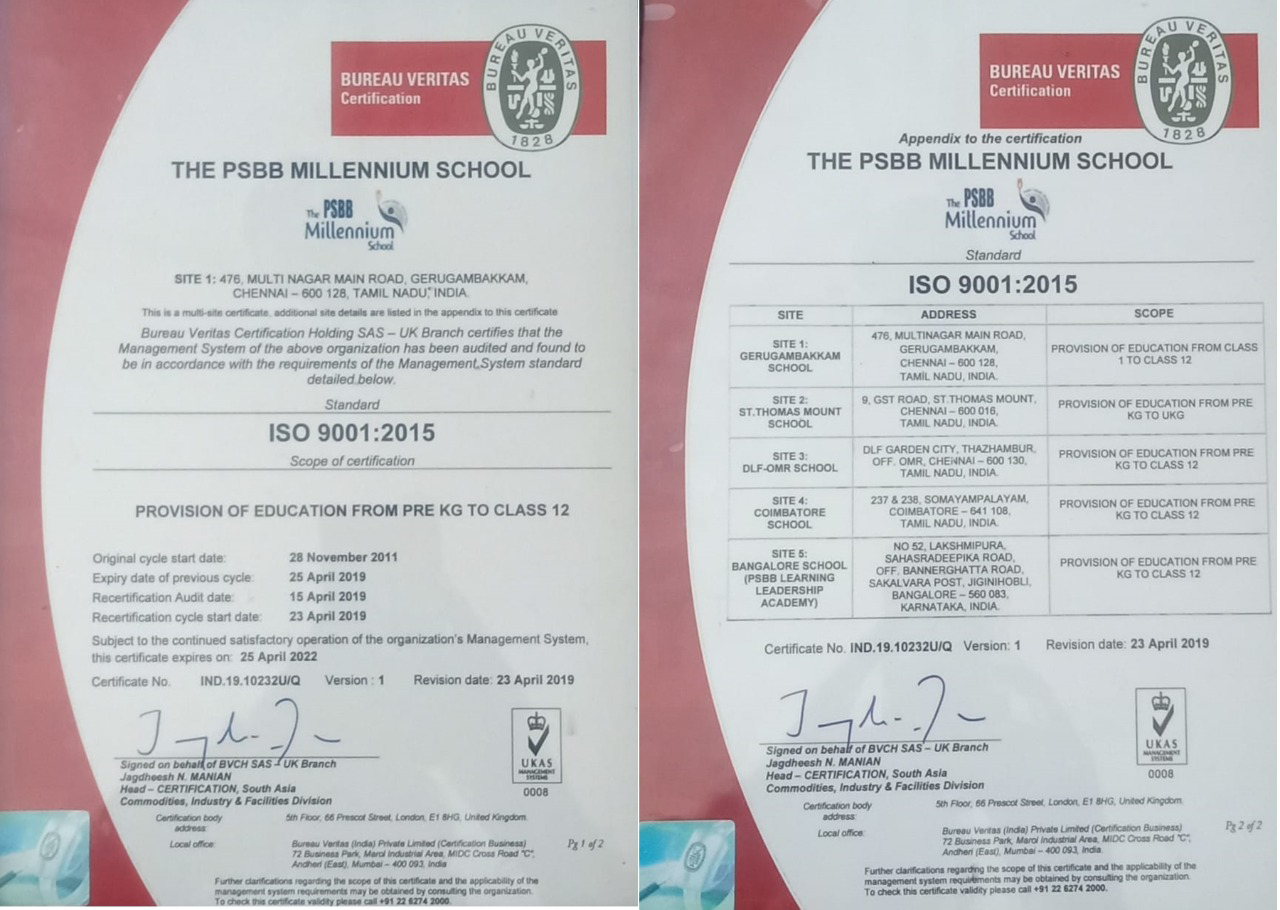 BUREAU VERITAS
Certification
BUREAU VERITAS
1828
THE PSBB MILLENNIUM SCHOOL
The PSBB
Millennium
School
SITE 1: 476, MULTI NAGAR MAIN ROAD, GERUGAMBAKKAM,
CHENNAI – 600 128, TAMIL NADU, INDIA.
This is a multi-site certificate, additional site details are listed in the appendix to this certificate
Bureau Veritas Certification Holding SAS – UK Branch certifies that the
Management System of the above organization has been audited and found to
be in accordance with the requirements of the Management System standard
detailed below.
Standard
ISO 9001:2015
Scope of certification
PROVISION OF EDUCATION FROM PRE KG TO CLASS 12
Original cycle start date: 28 November 2011
Expiry date of previous cycle: 25 April 2019
Recertification Audit date: 15 April 2019
Recertification cycle start date: 23 April 2019
Subject to the continued satisfactory operation of the organization's Management System,
this certificate expires on: 25 April 2022
Certificate No. IND.19.10232U/Q Version : 1 Revision date: 23 April 2019
Signed on behalf of BVCH SAS – UK Branch
Jagdheesh N. MANIAN
Head – CERTIFICATION, South Asia
Commodities, Industry & Facilities Division
UKAS
MANAGEMENT
SYSTEMS
0008
Certification body
address:
5th Floor, 66 Prescot Street, London, E1 8HG, United Kingdom.
Local office:
Bureau Veritas (India) Private Limited (Certification Business)
72 Business Park, Marol Industrial Area, MIDC Cross Road "C",
Andheri (East), Mumbai – 400 093, India
Pg 1 of 2
Further clarifications regarding the scope of this certificate and the applicability of the
management system requirements may be obtained by consulting the organization.
To check this certificate validity please call +91 22 6274 2000.
BUREAU VERITAS
Certification
BUREAU VERITAS
1828
Appendix to the certification
THE PSBB MILLENNIUM SCHOOL
The PSBB
Millennium
School
Standard
ISO 9001:2015
SITE ADDRESS SCOPE
SITE 1:
GERUGAMBAKKAM
SCHOOL
476, MULTINAGAR MAIN ROAD,
GERUGAMBAKKAM,
CHENNAI – 600 128,
TAMIL NADU, INDIA.
PROVISION OF EDUCATION FROM CLASS
1 TO CLASS 12
SITE 2:
ST.THOMAS MOUNT
SCHOOL
9, GST ROAD, ST.THOMAS MOUNT,
CHENNAI – 600 016,
TAMIL NADU, INDIA.
PROVISION OF EDUCATION FROM PRE
KG TO UKG
SITE 3:
DLF-OMR SCHOOL
DLF GARDEN CITY, THAZHAMBUR,
OFF. OMR, CHENNAI – 600 130,
TAMIL NADU, INDIA.
PROVISION OF EDUCATION FROM PRE
KG TO CLASS 12
SITE 4:
COIMBATORE
SCHOOL
237 & 238, SOMAYAMPALAYAM,
COIMBATORE – 641 108,
TAMIL NADU, INDIA.
PROVISION OF EDUCATION FROM PRE
KG TO CLASS 12
SITE 5:
BANGALORE SCHOOL
(PSBB LEARNING
LEADERSHIP
ACADEMY)
NO 52, LAKSHMIPURA,
SAHASRADEEPIKA ROAD,
OFF. BANNERGHATTA ROAD,
SAKALVARA POST, JIGINIHOBLI,
BANGALORE – 560 083,
KARNATAKA, INDIA.
PROVISION OF EDUCATION FROM PRE
KG TO CLASS 12
Certificate No. IND.19.10232U/Q Version: 1 Revision date: 23 April 2019
Signed on behalf of BVCH SAS – UK Branch
Jagdheesh N. MANIAN
Head – CERTIFICATION, South Asia
Commodities, Industry & Facilities Division
UKAS
MANAGEMENT
SYSTEMS
0008
Certification body
address:
5th Floor, 66 Prescot Street, London, E1 8HG, United Kingdom.
Local office:
Bureau Veritas (India) Private Limited (Certification Business)
72 Business Park, Marol Industrial Area, MIDC Cross Road "C",
Andheri (East), Mumbai – 400 093, India.
Pg 2 of 2
Further clarifications regarding the scope of this certificate and the applicability of the
management system requirements may be obtained by consulting the organization.
To check this certificate validity please call +91 22 6274 2000.